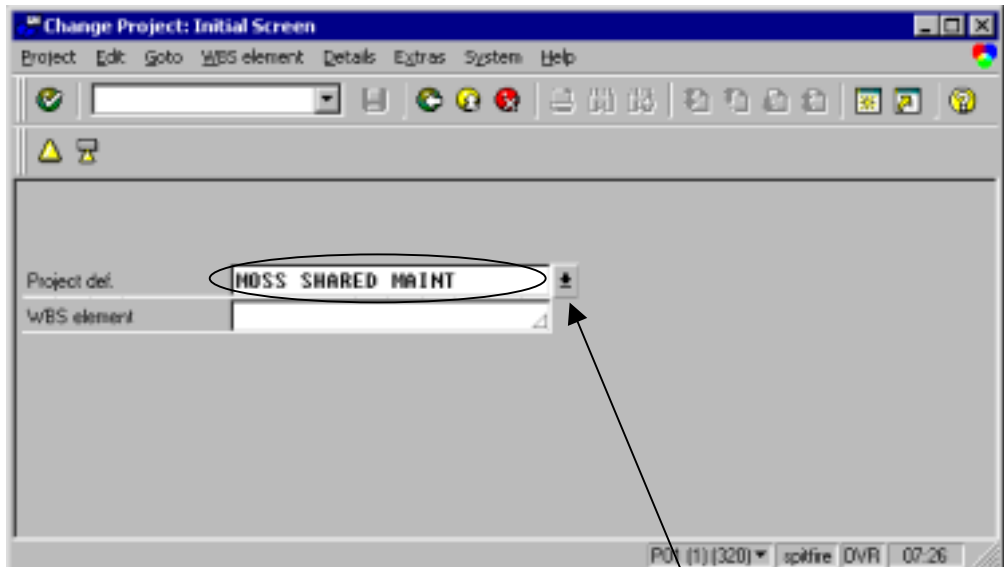 Change Project: Initial Screen
Project Edit Goto WBS element Details Extras System Help
Project def. MOSS SHARED MAINT
WBS element
P01 (1) (320) spitfire OVR 07:26